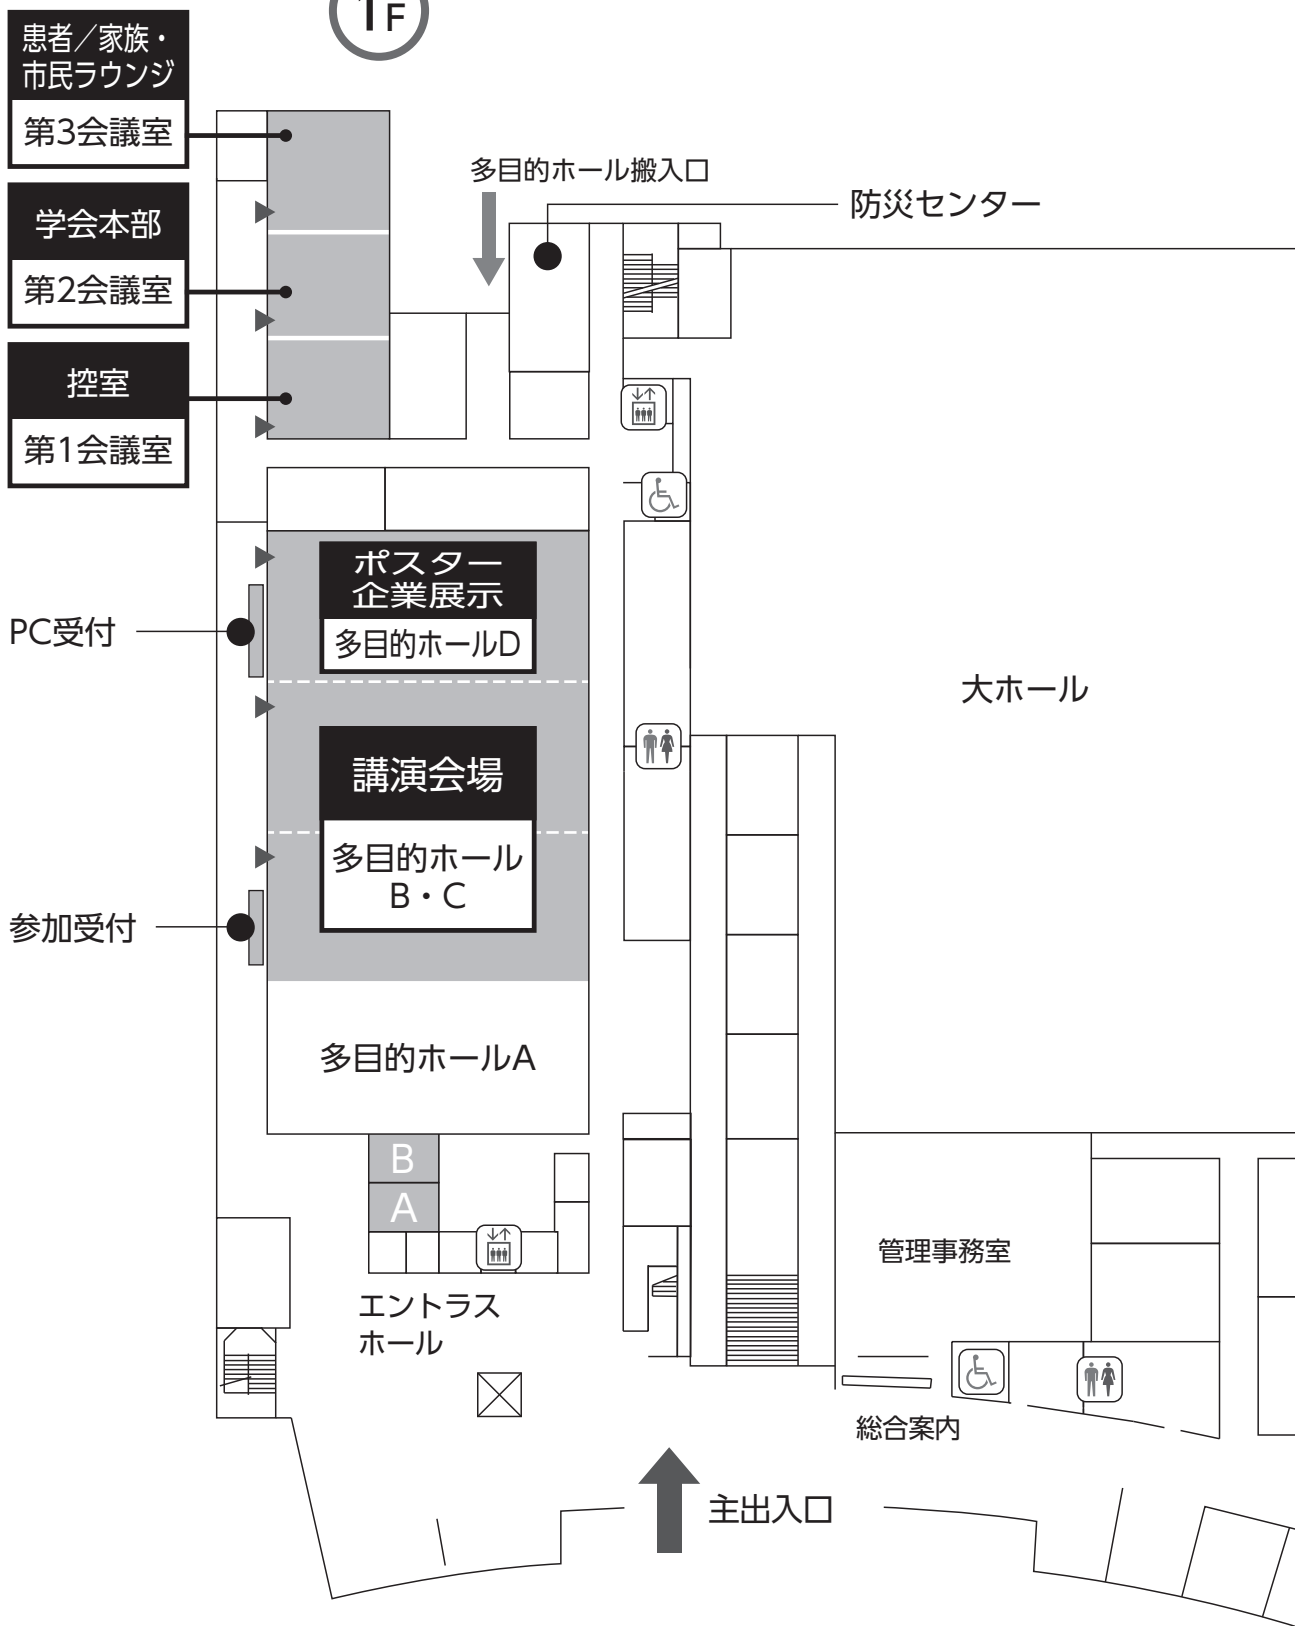 1F
患者／家族・
市民ラウンジ
第3会議室
多目的ホール搬入口
防災センター
学会本部
第2会議室
控室
第1会議室
ポスター
企業展示
多目的ホールD
PC受付
大ホール
講演会場
多目的ホール
B・C
参加受付
多目的ホールA
B
A
管理事務室
エントラス
ホール
総合案内
主出入口